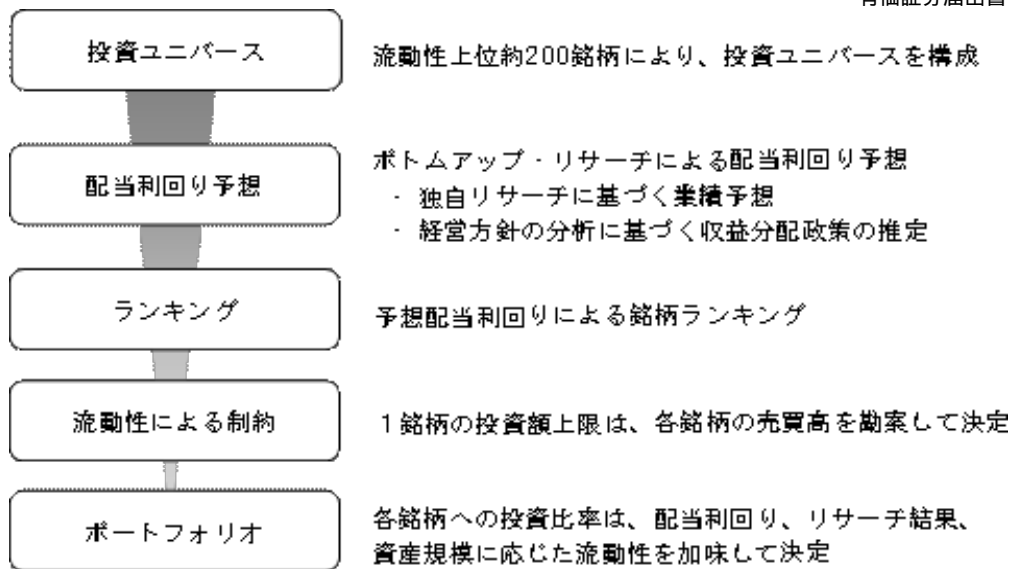 投資ユニバース
流動性上位約200銘柄により、投資ユニバースを構成
配当利回り予想
ボトムアップ・リサーチによる配当利回り予想
・ 独自リサーチに基づく業績予想
・ 経営方針の分析に基づく収益分配政策の推定
ランキング
予想配当利回りによる銘柄ランキング
流動性による制約
1銘柄の投資額上限は、各銘柄の売買高を勘案して決定
ポートフォリオ
各銘柄への投資比率は、配当利回り、リサーチ結果、
資産規模に応じた流動性を加味して決定